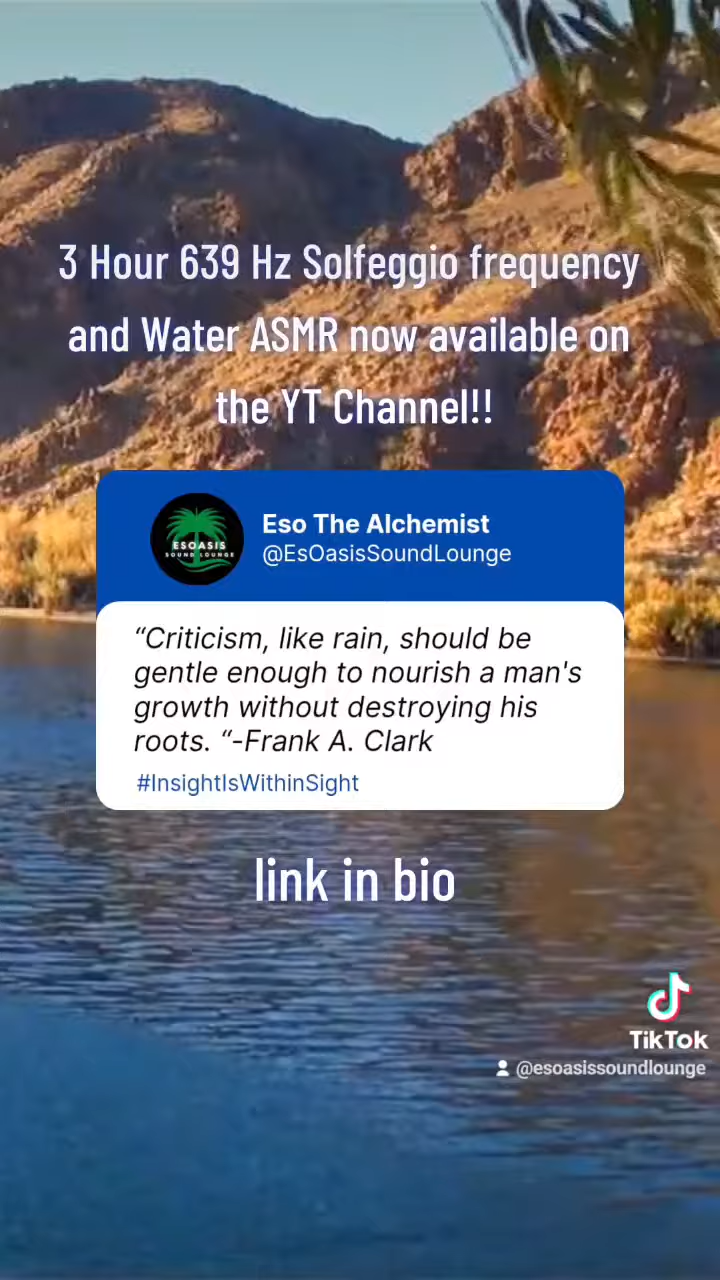 3 Hour 639 Hz Solfeggio frequency
and Water ASMR now available on
the YT Channel!!
ESOASIS
SOUND LOUNGE
Eso The Alchemist
@EsOasisSoundLounge
“Criticism, like rain, should be
gentle enough to nourish a man's
growth without destroying his
roots. “-Frank A. Clark
#InsightIsWithinSight
link in bio
TikTok
@esoasissoundlounge